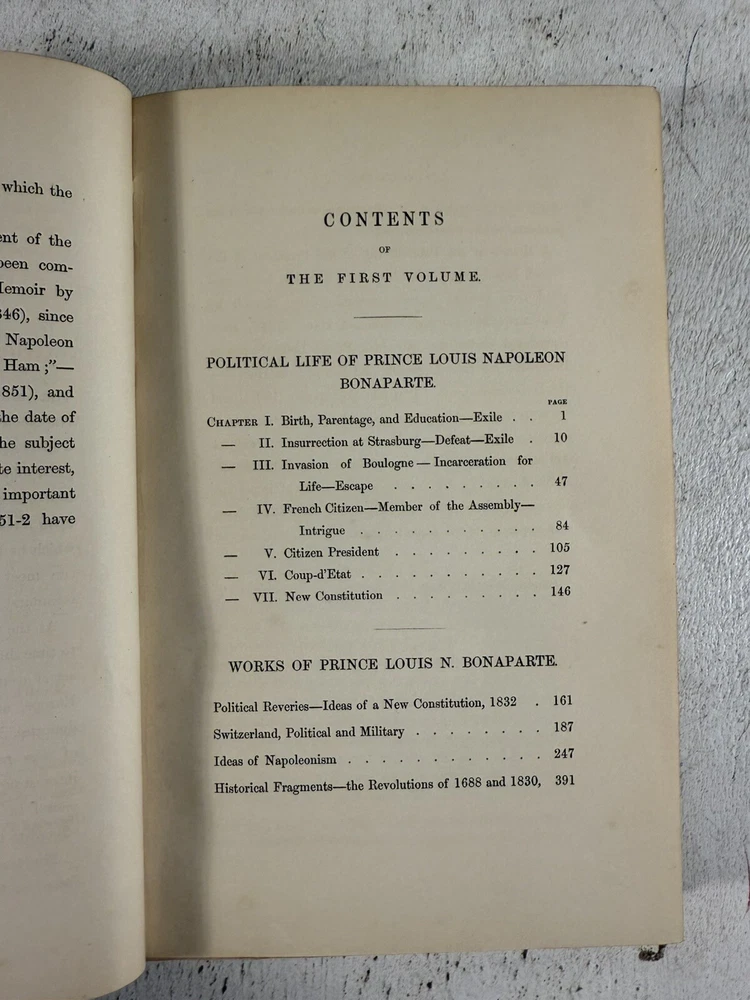 which the
ent of the
been com-
Iemoir by
346), since
Napoleon
Ham;"—
851), and
the date of
he subject
te interest,
important
51-2 have
CONTENTS
OF
THE FIRST VOLUME.
POLITICAL LIFE OF PRINCE LOUIS NAPOLEON
BONAPARTE.
PAGE
CHAPTER I. Birth, Parentage, and Education—Exile . . 1
— II. Insurrection at Strasburg—Defeat—Exile . 10
— III. Invasion of Boulogne—Incarceration for
Life—Escape . . . . . . . . . 47
— IV. French Citizen—Member of the Assembly—
Intrigue . . . . . . . . . . . 84
— V. Citizen President . . . . . . . . . 105
— VI. Coup-d'Etat . . . . . . . . . . . 127
— VII. New Constitution . . . . . . . . . 146
WORKS OF PRINCE LOUIS N. BONAPARTE.
Political Reveries—Ideas of a New Constitution, 1832 . 161
Switzerland, Political and Military . . . . . . . . 187
Ideas of Napoleonism . . . . . . . . . . . . 247
Historical Fragments—the Revolutions of 1688 and 1830, 391